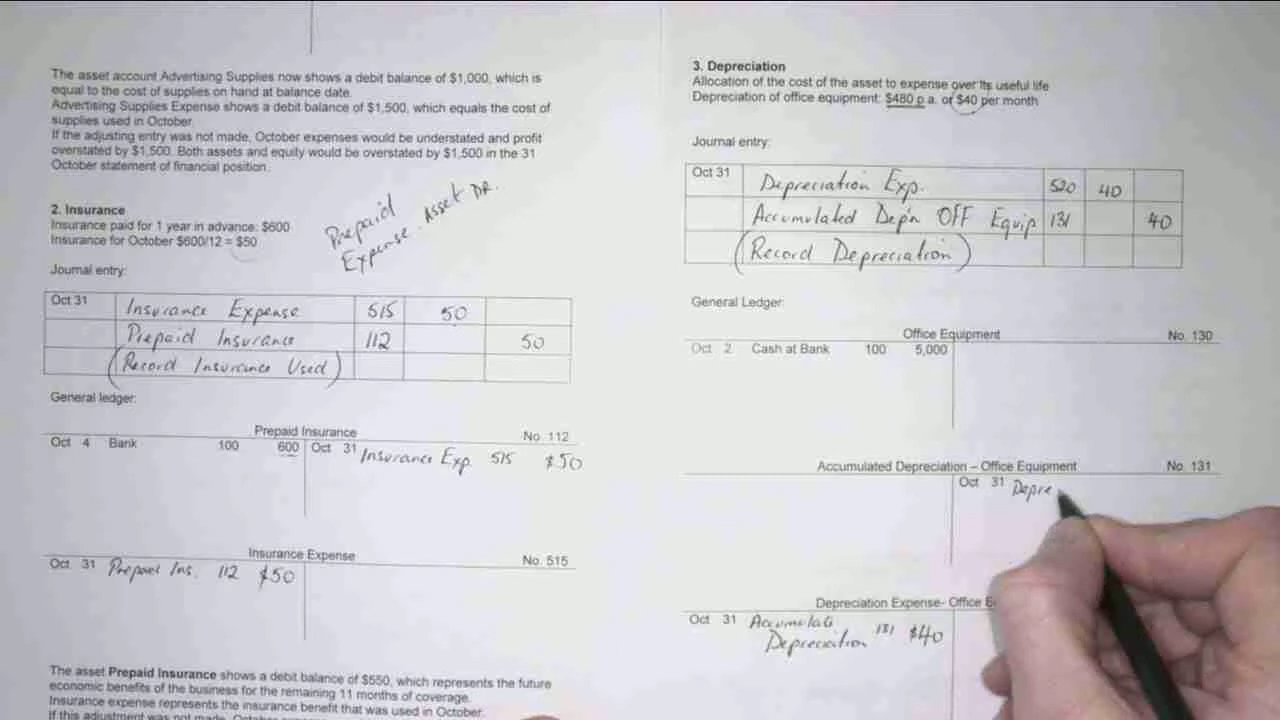 The asset account Advertising Supplies now shows a debit balance of $1,000, which is
equal to the cost of supplies on hand at balance date.
Advertising Supplies Expense shows a debit balance of $1,500, which equals the cost of
supplies used in October.
If the adjusting entry was not made, October expenses would be understated and profit
overstated by $1,500. Both assets and equity would be overstated by $1,500 in the 31
October statement of financial position.
2. Insurance
Insurance paid for 1 year in advance: $600
Insurance for October $600/12 = $50
Prepaid
Expense. Asset DR.
Journal entry:
Oct 31 Insurance Expense 515 50
Prepaid Insurance 112 50
(Record Insurance Used)
General ledger:
Prepaid Insurance No. 112
Oct 4 Bank 100 600 Oct 31 Insurance Exp. 515 $50
Insurance Expense No. 515
Oct 31 Prepaid Ins. 112 $50
The asset Prepaid Insurance shows a debit balance of $550, which represents the future
economic benefits of the business for the remaining 11 months of coverage.
Insurance expense represents the insurance benefit that was used in October.
If this adjustment was not made, October
3. Depreciation
Allocation of the cost of the asset to expense over its useful life
Depreciation of office equipment: $480 p a. or $40 per month
Journal entry:
Oct 31 Depreciation Exp. 520 40
Accumulated Dep'n OFF Equip 131 40
(Record Depreciation)
General Ledger:
Office Equipment No. 130
Oct 2 Cash at Bank 100 5,000
Accumulated Depreciation – Office Equipment No. 131
Oct 31 Depre
Depreciation Expense- Office E
Oct 31 Accumulati
Depreciation 131 $40